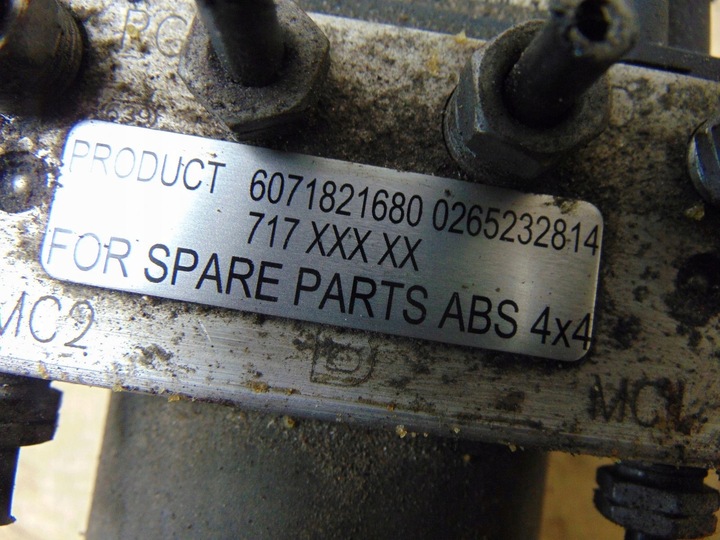 PRODUCT 6071821680 0265232814
717 XXX XX
FOR SPARE PARTS ABS 4x4
MC2